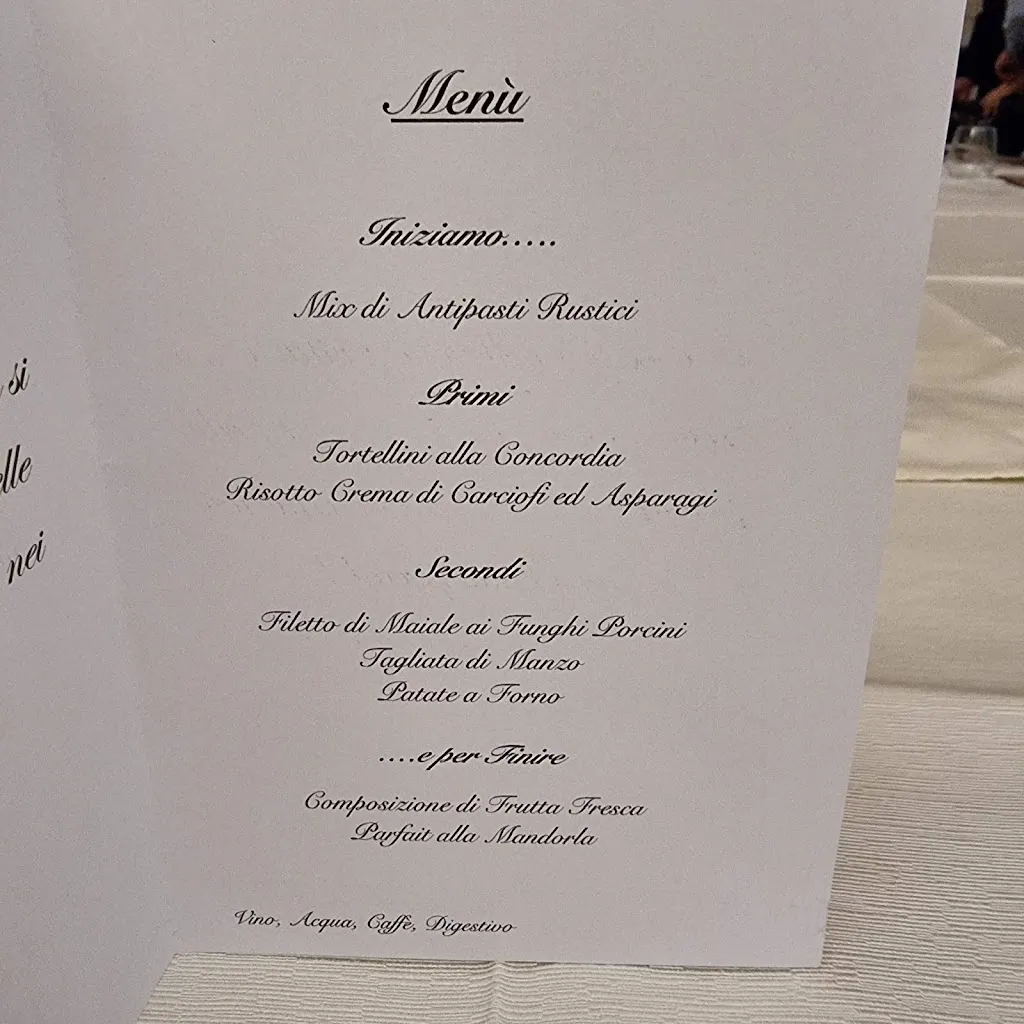 si
nei
Menù
Iniziamo.....
Mix di Antipasti Rustici
Primi
Tortellini alla Concordia
Risotto Crema di Carciofi ed Asparagi
Secondi
Filetto di Maiale ai Funghi Porcini
Tagliata di Manzo
Patate a Forno
....e per Finire
Composizione di Frutta Fresca
Parfait alla Mandorla
Vino, Acqua, Caffè, Digestivo